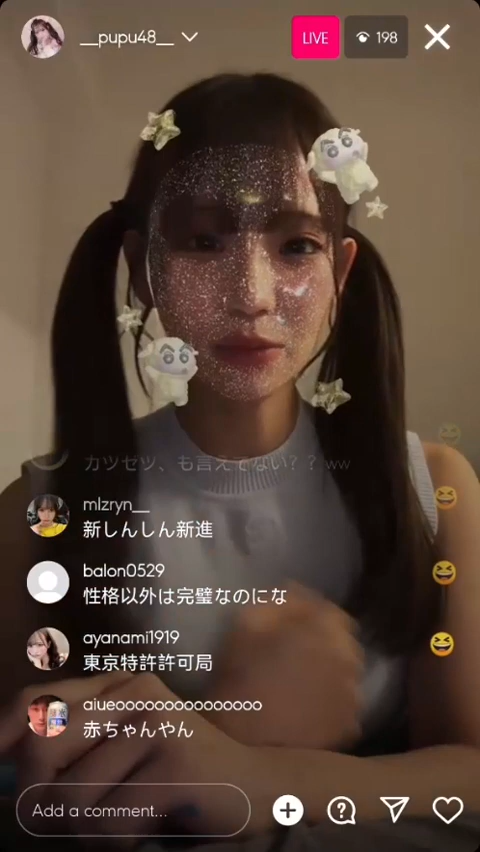 __pupu48__
LIVE
198
カツゼツ、も言えてない？？ww
mlzryn__
新しんしん新進
balon0529
性格以外は完璧なのにな
ayanami1919
東京特許許可局
aiueooooooooooooooo
赤ちゃんやん
Add a comment...